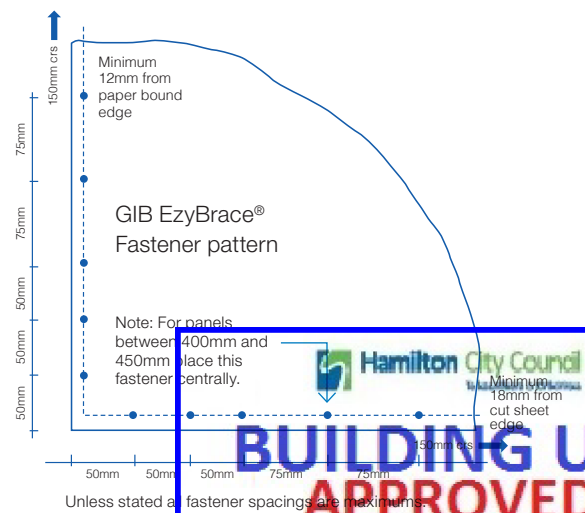 150mm crs
Minimum
12mm from
paper bound
edge
75mm
75mm
50mm
50mm
50mm
GIB EzyBrace®
Fastener pattern
Note: For panels
between 400mm and
450mm place this
fastener centrally.
Hamilton City Council
Minimum
18mm from
cut sheet
edge
150mm crs
BUILDING U
50mm
50mm
50mm
75mm
75mm
Unless stated all fastener spacings are maximums.
APPROVED